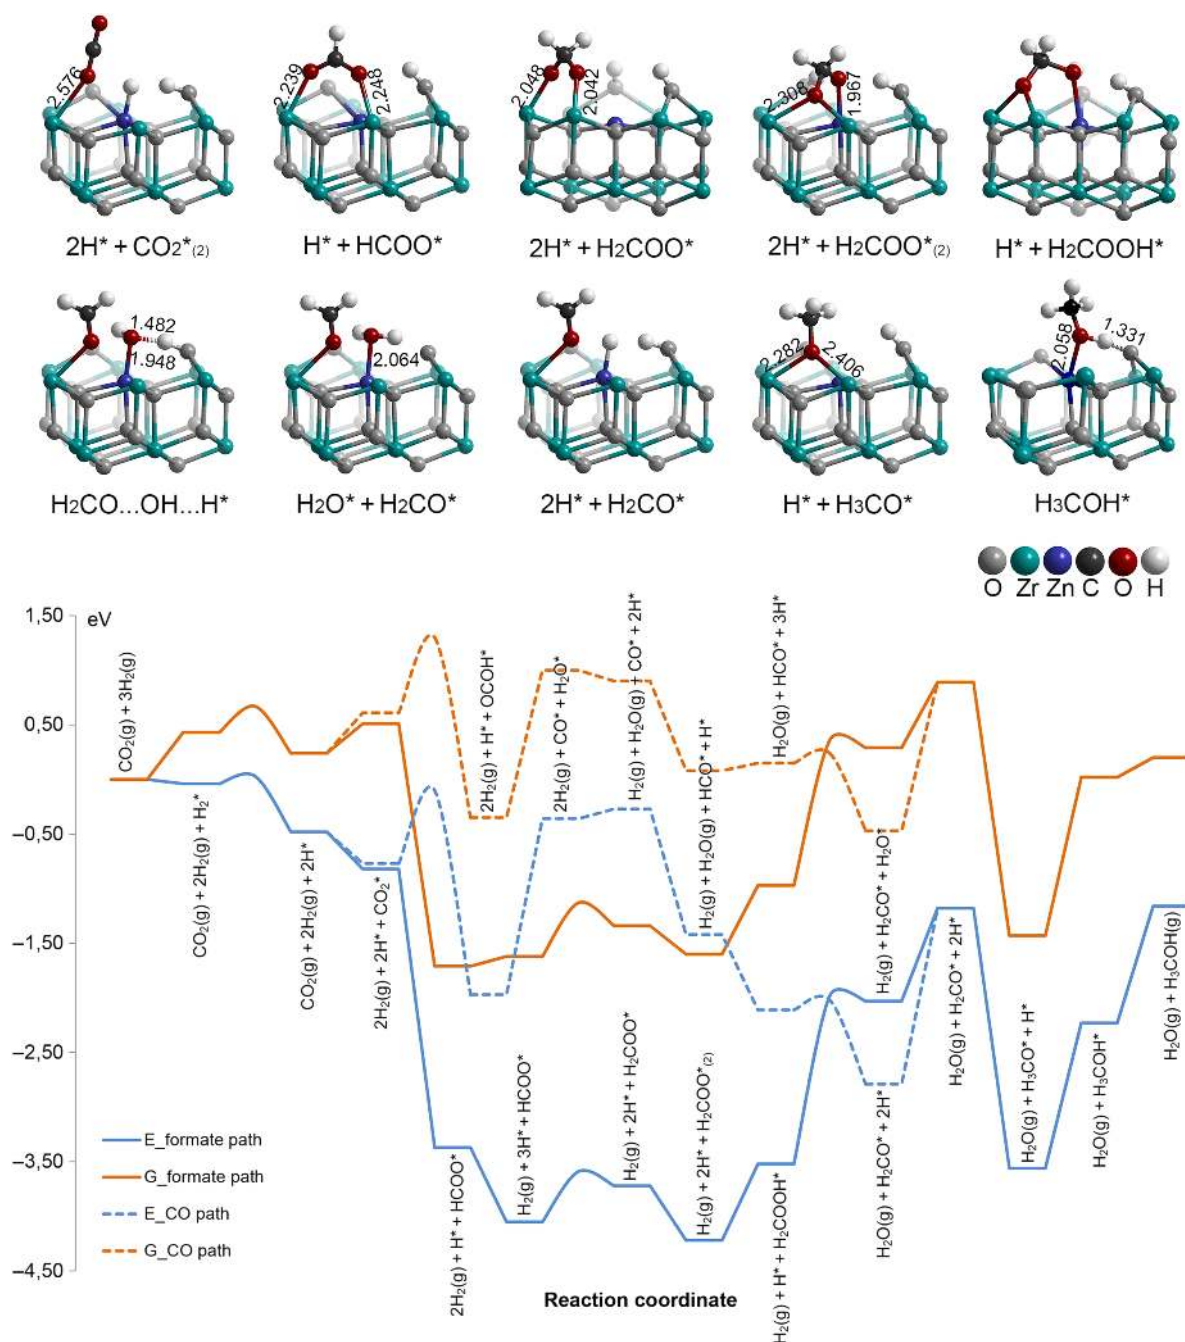 2.576
2.239
2.248
2.048
2.042
2.308
1.967
2H* + CO₂*₍₂₎
H* + HCOO*
2H* + H₂COO*
2H* + H₂COO*₍₂₎
H* + H₂COOH*
1.482
1.948
2.064
2.282
2.406
2.058
1.331
H₂CO...OH...H*
H₂O* + H₂CO*
2H* + H₂CO*
H* + H₃CO*
H₃COH*
O Zr Zn C O H
eV
1,50
0,50
–0,50
–1,50
–2,50
–3,50
–4,50
CO₂(g) + 3H₂(g)
CO₂(g) + 2H₂(g) + H₂*
CO₂(g) + 2H₂(g) + 2H*
2H₂(g) + 2H* + CO₂*
2H₂(g) + H* + HCOO*
2H₂(g) + H* + OCOH*
H₂(g) + 3H* + HCOO*
2H₂(g) + CO* + H₂O*
H₂(g) + 2H* + H₂COO*
H₂(g) + H₂O(g) + CO* + 2H*
H₂(g) + 2H* + H₂COO*₍₂₎
H₂(g) + H₂O(g) + HCO* + H*
H₂(g) + H* + H₂COOH*
H₂O(g) + HCO* + 3H*
H₂(g) + H₂CO* + H₂O*
H₂O(g) + H₂CO* + 2H*
H₂O(g) + H₂CO* + 2H*
H₂O(g) + H₃CO* + H*
H₂O(g) + H₃COH*
H₂O(g) + H₃COH(g)
E_formate path
G_formate path
E_CO path
G_CO path
Reaction coordinate